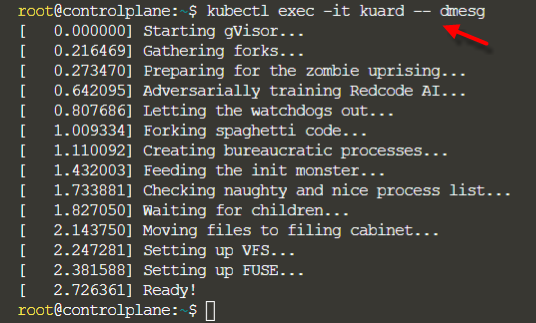 root@controlplane:~$ kubectl exec -it kuard -- dmesg
[    0.000000] Starting gVisor...
[    0.216469] Gathering forks...
[    0.273470] Preparing for the zombie uprising...
[    0.642095] Adversarially training Redcode AI...
[    0.807686] Letting the watchdogs out...
[    1.009334] Forking spaghetti code...
[    1.110092] Creating bureaucratic processes...
[    1.432003] Feeding the init monster...
[    1.733881] Checking naughty and nice process list...
[    1.827050] Waiting for children...
[    2.143750] Moving files to filing cabinet...
[    2.247281] Setting up VFS...
[    2.381588] Setting up FUSE...
[    2.726361] Ready!
root@controlplane:~$